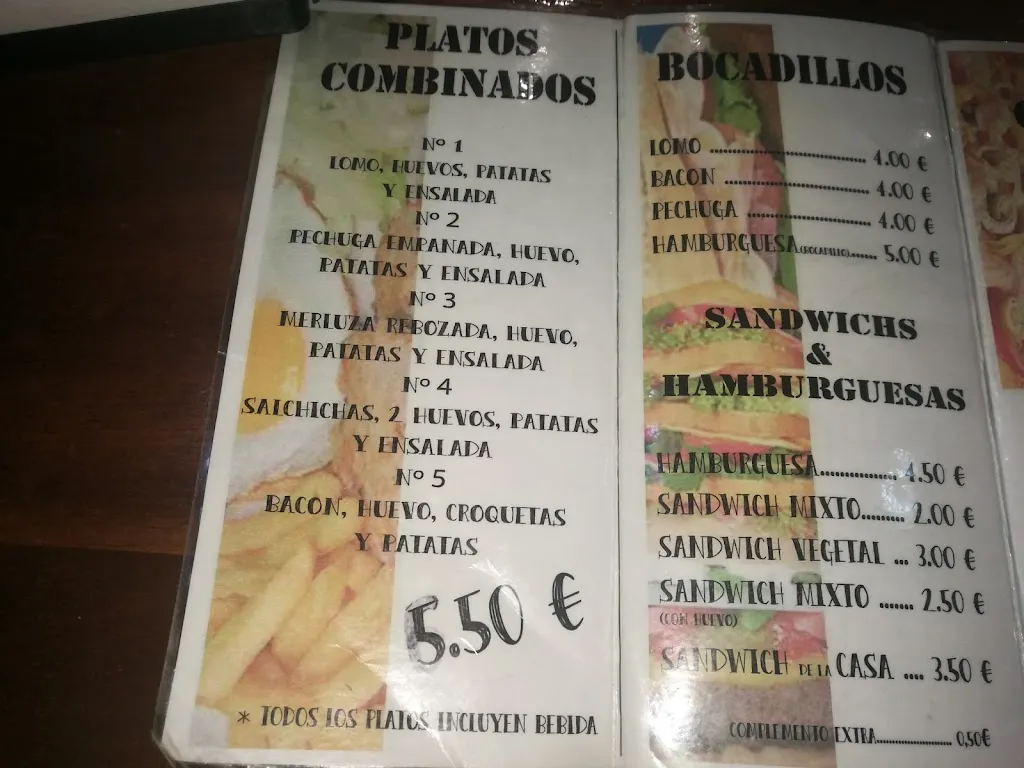 PLATOS
COMBINADOS
Nº 1
LOMO, HUEVOS, PATATAS
Y ENSALADA
Nº 2
PECHUGA EMPANADA, HUEVO,
PATATAS Y ENSALADA
Nº 3
MERLUZA REBOZADA, HUEVO,
PATATAS Y ENSALADA
Nº 4
SALCHICHAS, 2 HUEVOS, PATATAS
Y ENSALADA
Nº 5
BACON, HUEVO, CROQUETAS
Y PATATAS
5.50 €
* TODOS LOS PLATOS INCLUYEN BEBIDA
BOCADILLOS
LOMO ................................ 4.00 €
BACON .............................. 4.00 €
PECHUGA ......................... 4.00 €
HAMBURGUESA(BOCADILLO)...... 5.00 €
SANDWICHS
&
HAMBURGUESAS
HAMBURGUESA................. 4.50 €
SANDWICH MIXTO......... 2.00 €
SANDWICH VEGETAL ... 3.00 €
SANDWICH MIXTO ....... 2.50 €
(CON HUEVO)
SANDWICH DE LA CASA .... 3.50 €
COMPLEMENTO EXTRA..................... 0,50€